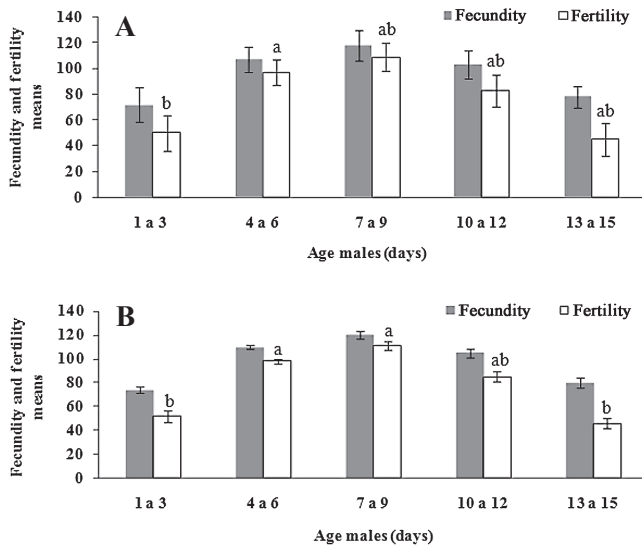 A
Fecundity
Fertility
Fecundity and fertility
means
140
120
100
80
60
40
20
0
b
a
ab
ab
ab
1 a 3
4 a 6
7 a 9
10 a 12
13 a 15
Age males (days)
B
Fecundity
Fertility
Fecundity and fertility
means
140
120
100
80
60
40
20
0
b
a
a
ab
b
1 a 3
4 a 6
7 a 9
10 a 12
13 a 15
Age males (days)